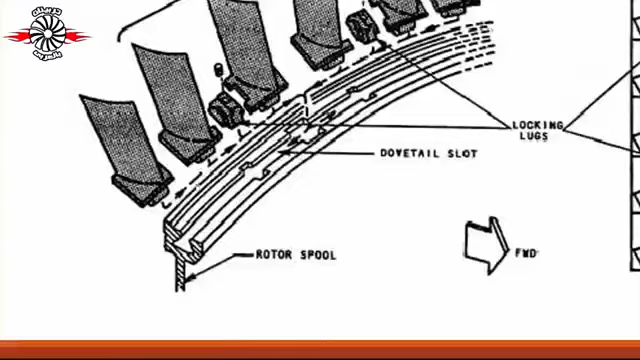 LOCKING
LUGS
DOVETAIL SLOT
ROTOR SPOOL
FWD